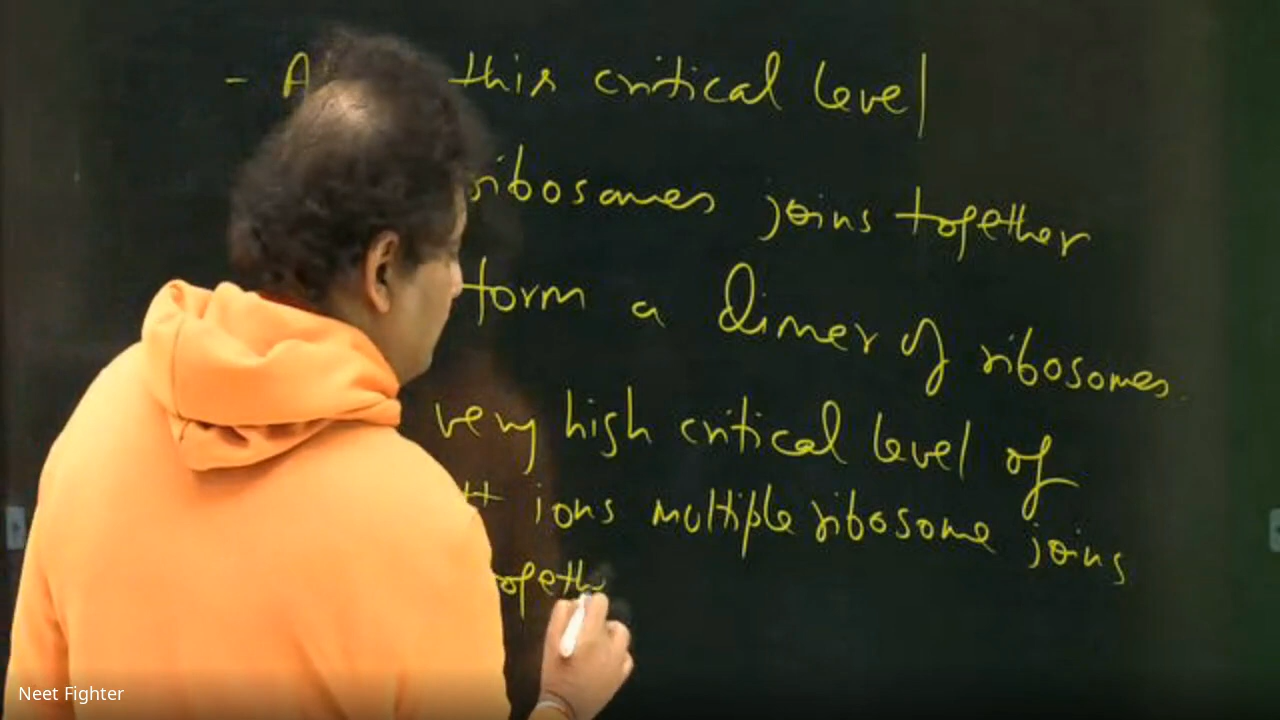 - A this critical level
ribosomes joins together
form a Dimer of ribosomes.
very high critical level of
++ ions multiple ribosome joins
togeth
Neet Fighter